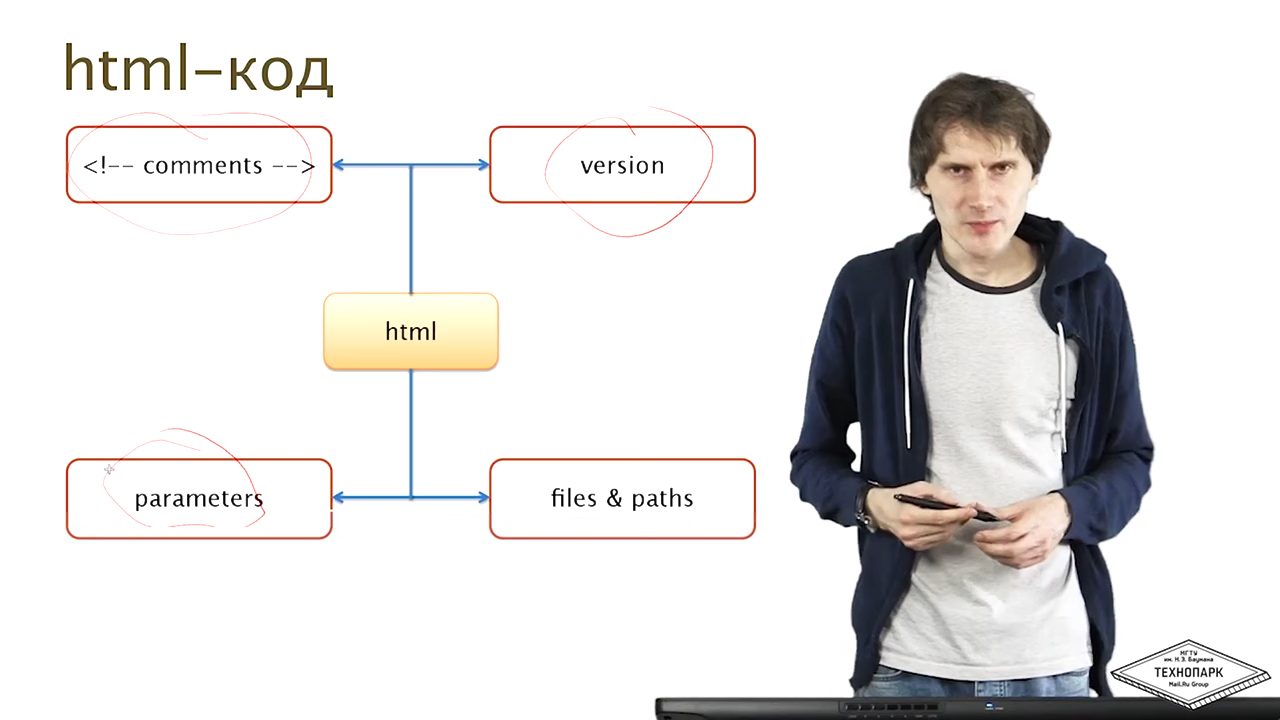 html–код
<!-- comments -->
version
html
parameters
files & paths
МГТУ
им. Н.Э. Баумана
ТЕХНОПАРК
Mail.Ru Group